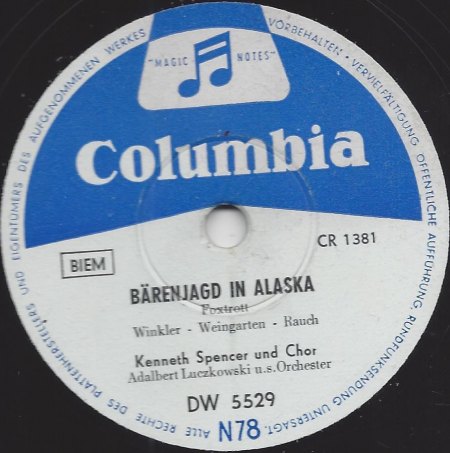 ALLE RECHTE DES PLATTENHERSTELLERS UND EIGENTÜMERS DES AUFGENOMMENEN WERKES VORBEHALTEN · VERVIELFÄLTIGUNG ÖFFENTLICHE AUFFÜHRUNG, RUNDFUNKSENDUNG UNTERSAGT.
"MAGIC NOTES"
Columbia
CR 1381
BIEM
BÄRENJAGD IN ALASKA
Foxtrott
Winkler - Weingarten - Rauch
Kenneth Spencer und Chor
Adalbert Luczkowski u.s.Orchester
DW 5529
N78